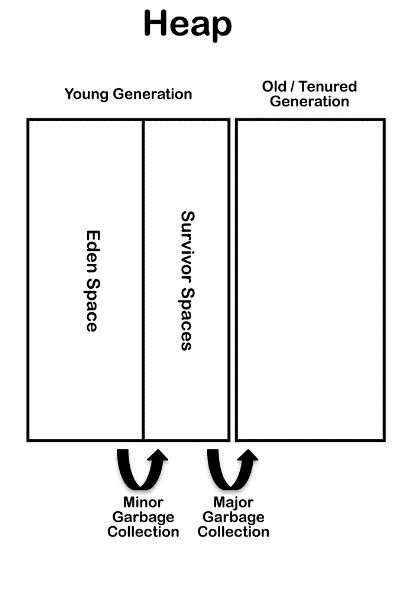 Heap
Young Generation
Old / Tenured
Generation
Eden Space
Survivor Spaces
Minor
Garbage
Collection
Major
Garbage
Collection